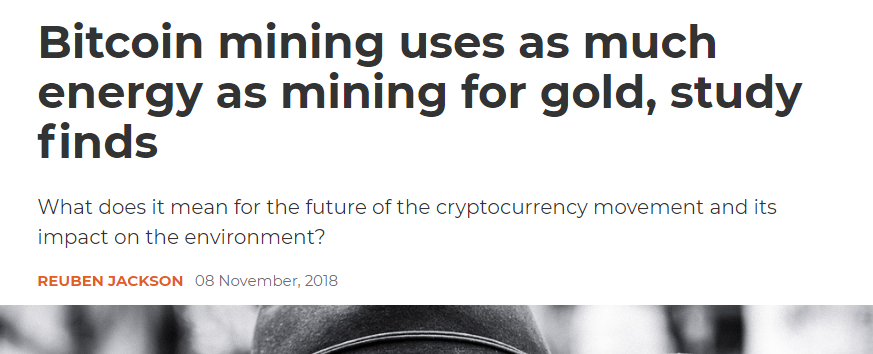 Bitcoin mining uses as much
energy as mining for gold, study
finds
What does it mean for the future of the cryptocurrency movement and its
impact on the environment?
REUBEN JACKSON 08 November, 2018